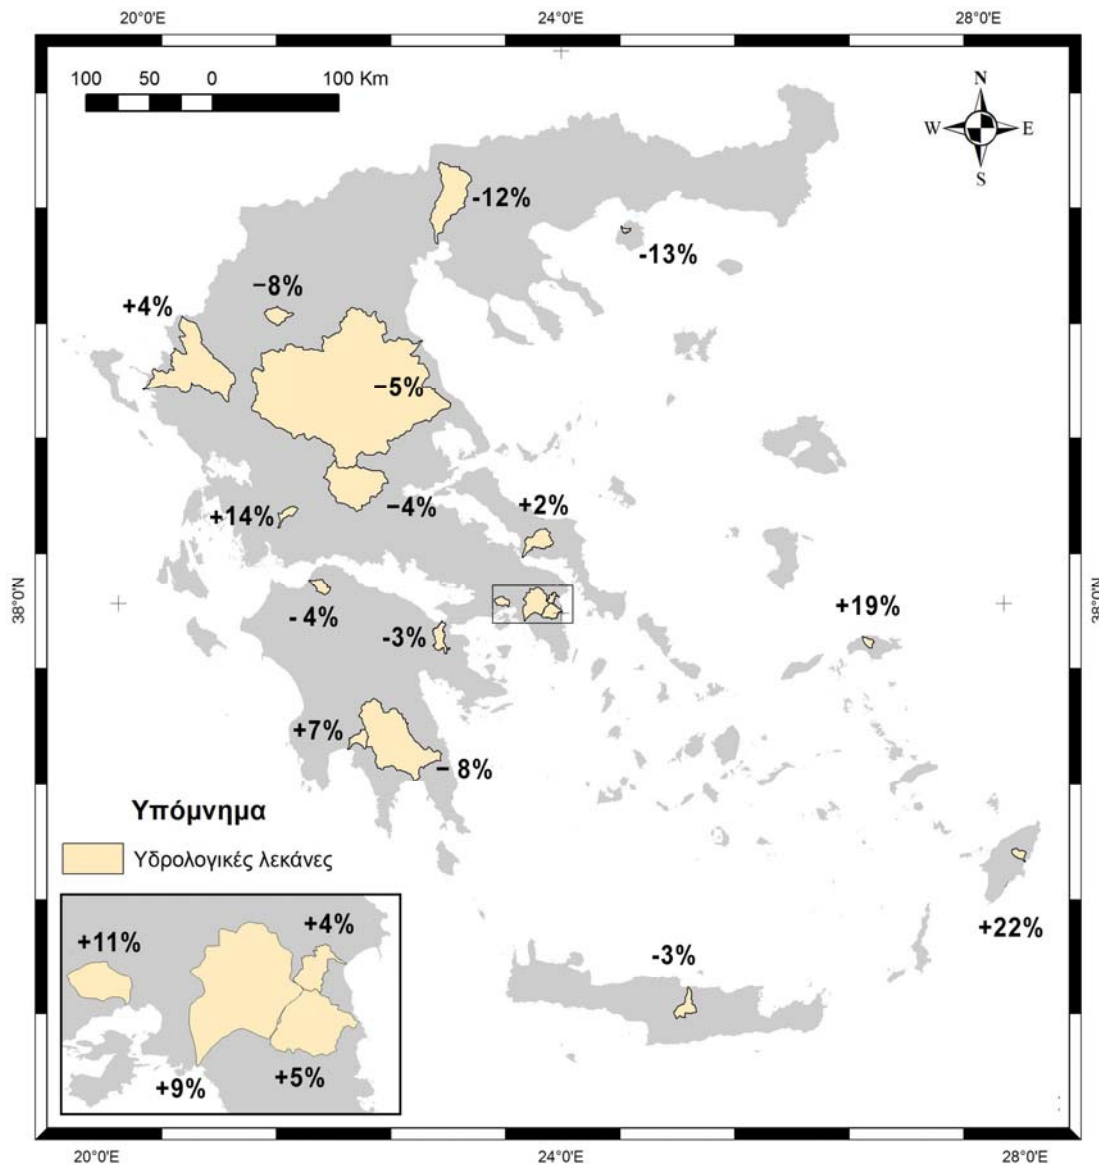 20°0'E 24°0'E 28°0'E
100 50 0 100 Km
N
W E
S
-12%
-13%
−8%
+4%
−5%
+14%
−4%
+2%
- 4%
-3%
+19%
38°0'N
38°0'N
+7%
− 8%
Υπόμνημα
Υδρολογικές λεκάνες
+22%
-3%
+4%
+11%
+9%
+5%
20°0'E 24°0'E 28°0'E